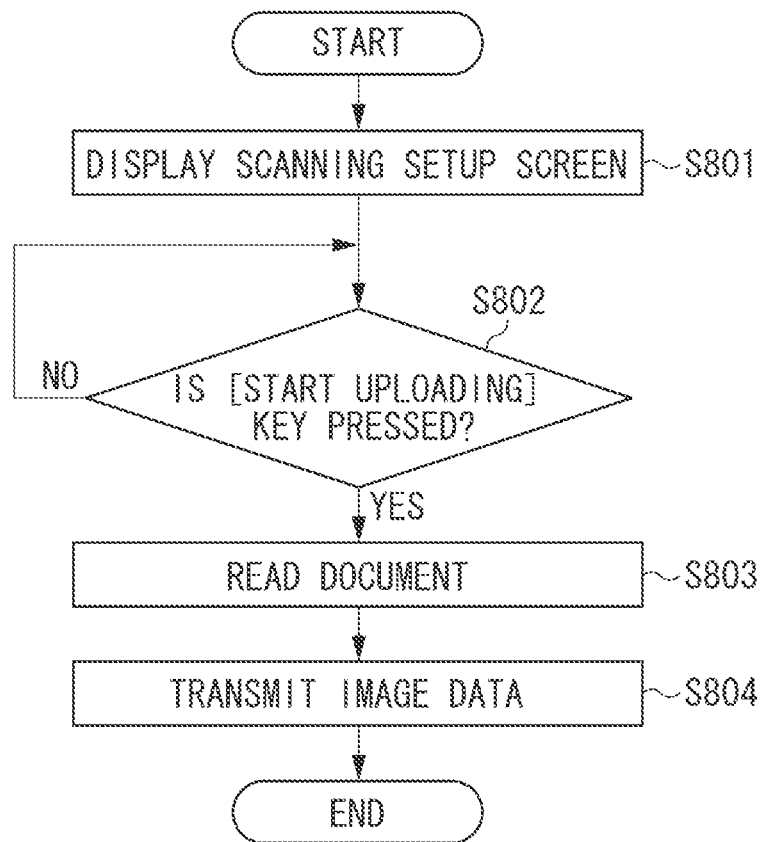 START
DISPLAY SCANNING SETUP SCREEN
S801
S802
NO
IS [START UPLOADING]
KEY PRESSED?
YES
READ DOCUMENT
S803
TRANSMIT IMAGE DATA
S804
END